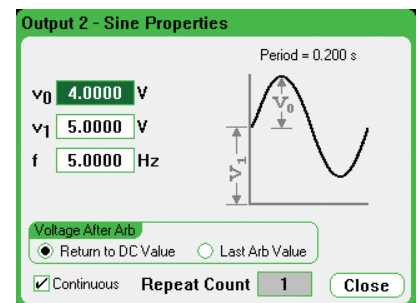 Output 2 - Sine Properties
Period = 0.200 s
v0 4.0000 V
v1 5.0000 V
f 5.0000 Hz
V0
V1
Voltage After Arb
Return to DC Value Last Arb Value
Continuous Repeat Count 1 Close